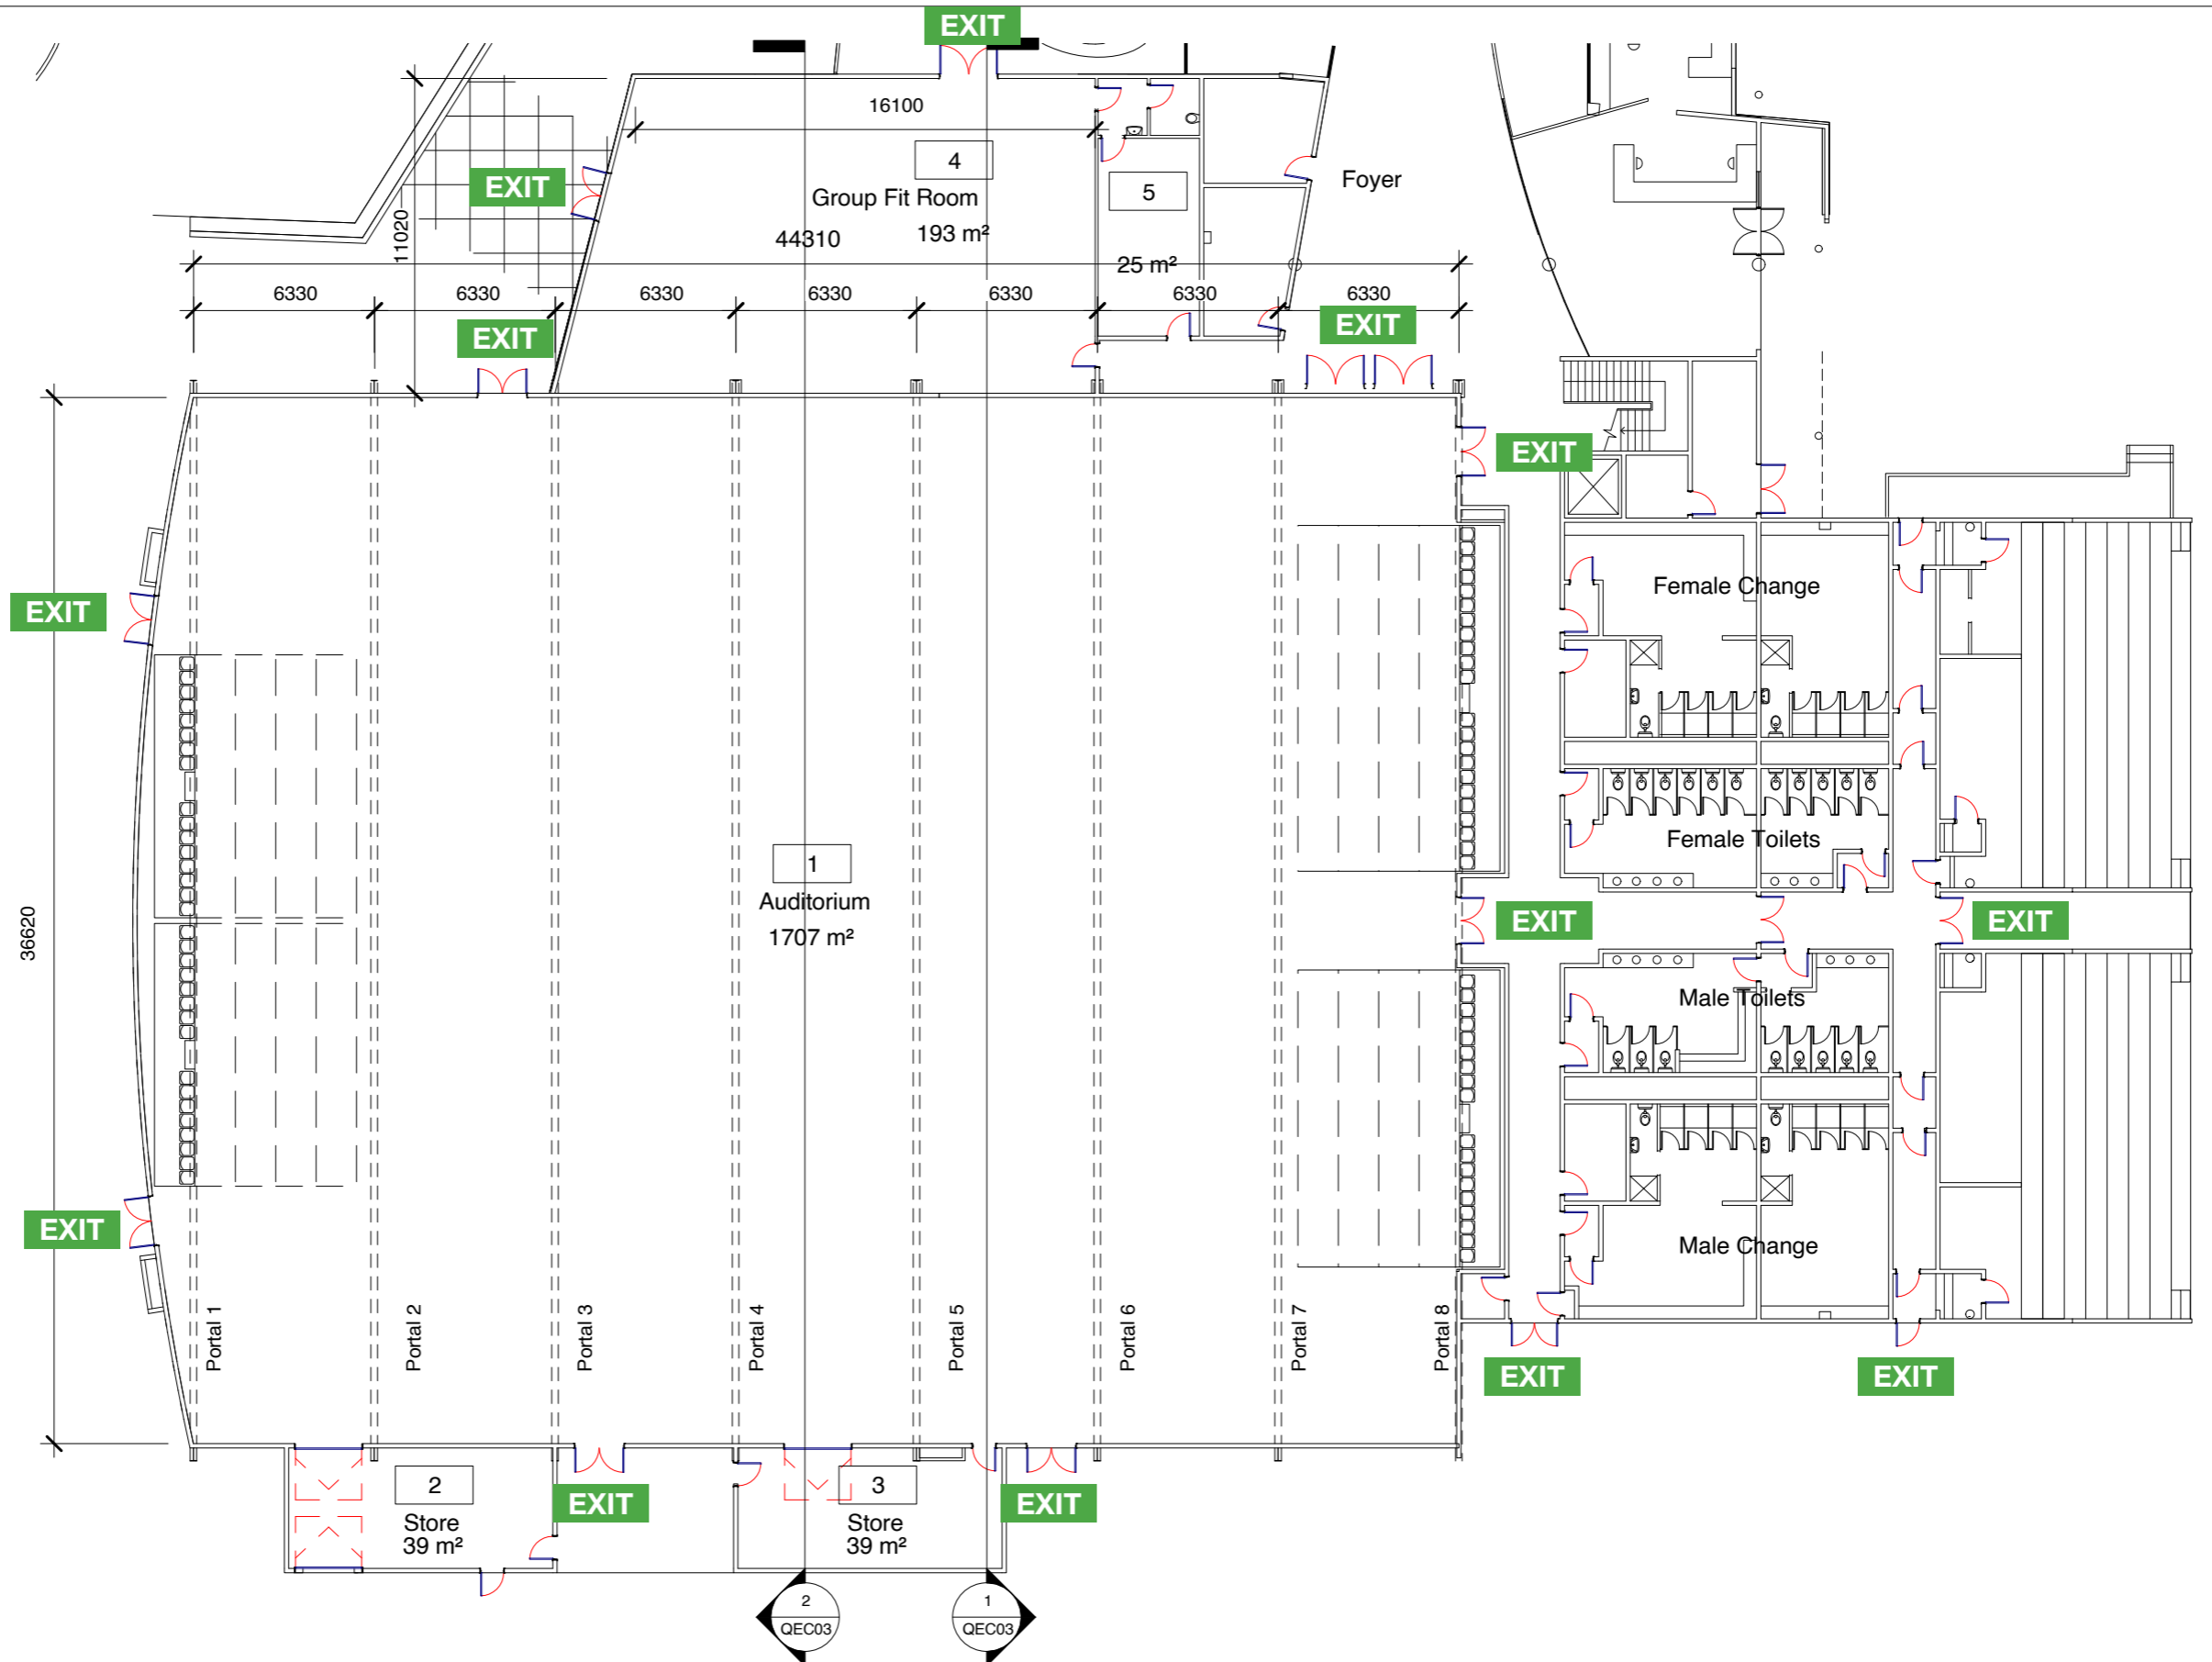 EXIT
16100
4
Group Fit Room
193 m²
EXIT
5
Foyer
11020
44310
25 m²
6330
6330
6330
6330
6330
6330
6330
EXIT
EXIT
EXIT
Female Change
EXIT
Female Toilets
1
Auditorium
1707 m²
36620
EXIT
EXIT
Male Toilets
EXIT
Male Change
Portal 1
Portal 2
Portal 3
Portal 4
Portal 5
Portal 6
Portal 7
Portal 8
EXIT
EXIT
2
Store
39 m²
EXIT
3
Store
39 m²
EXIT
2
QEC03
1
QEC03